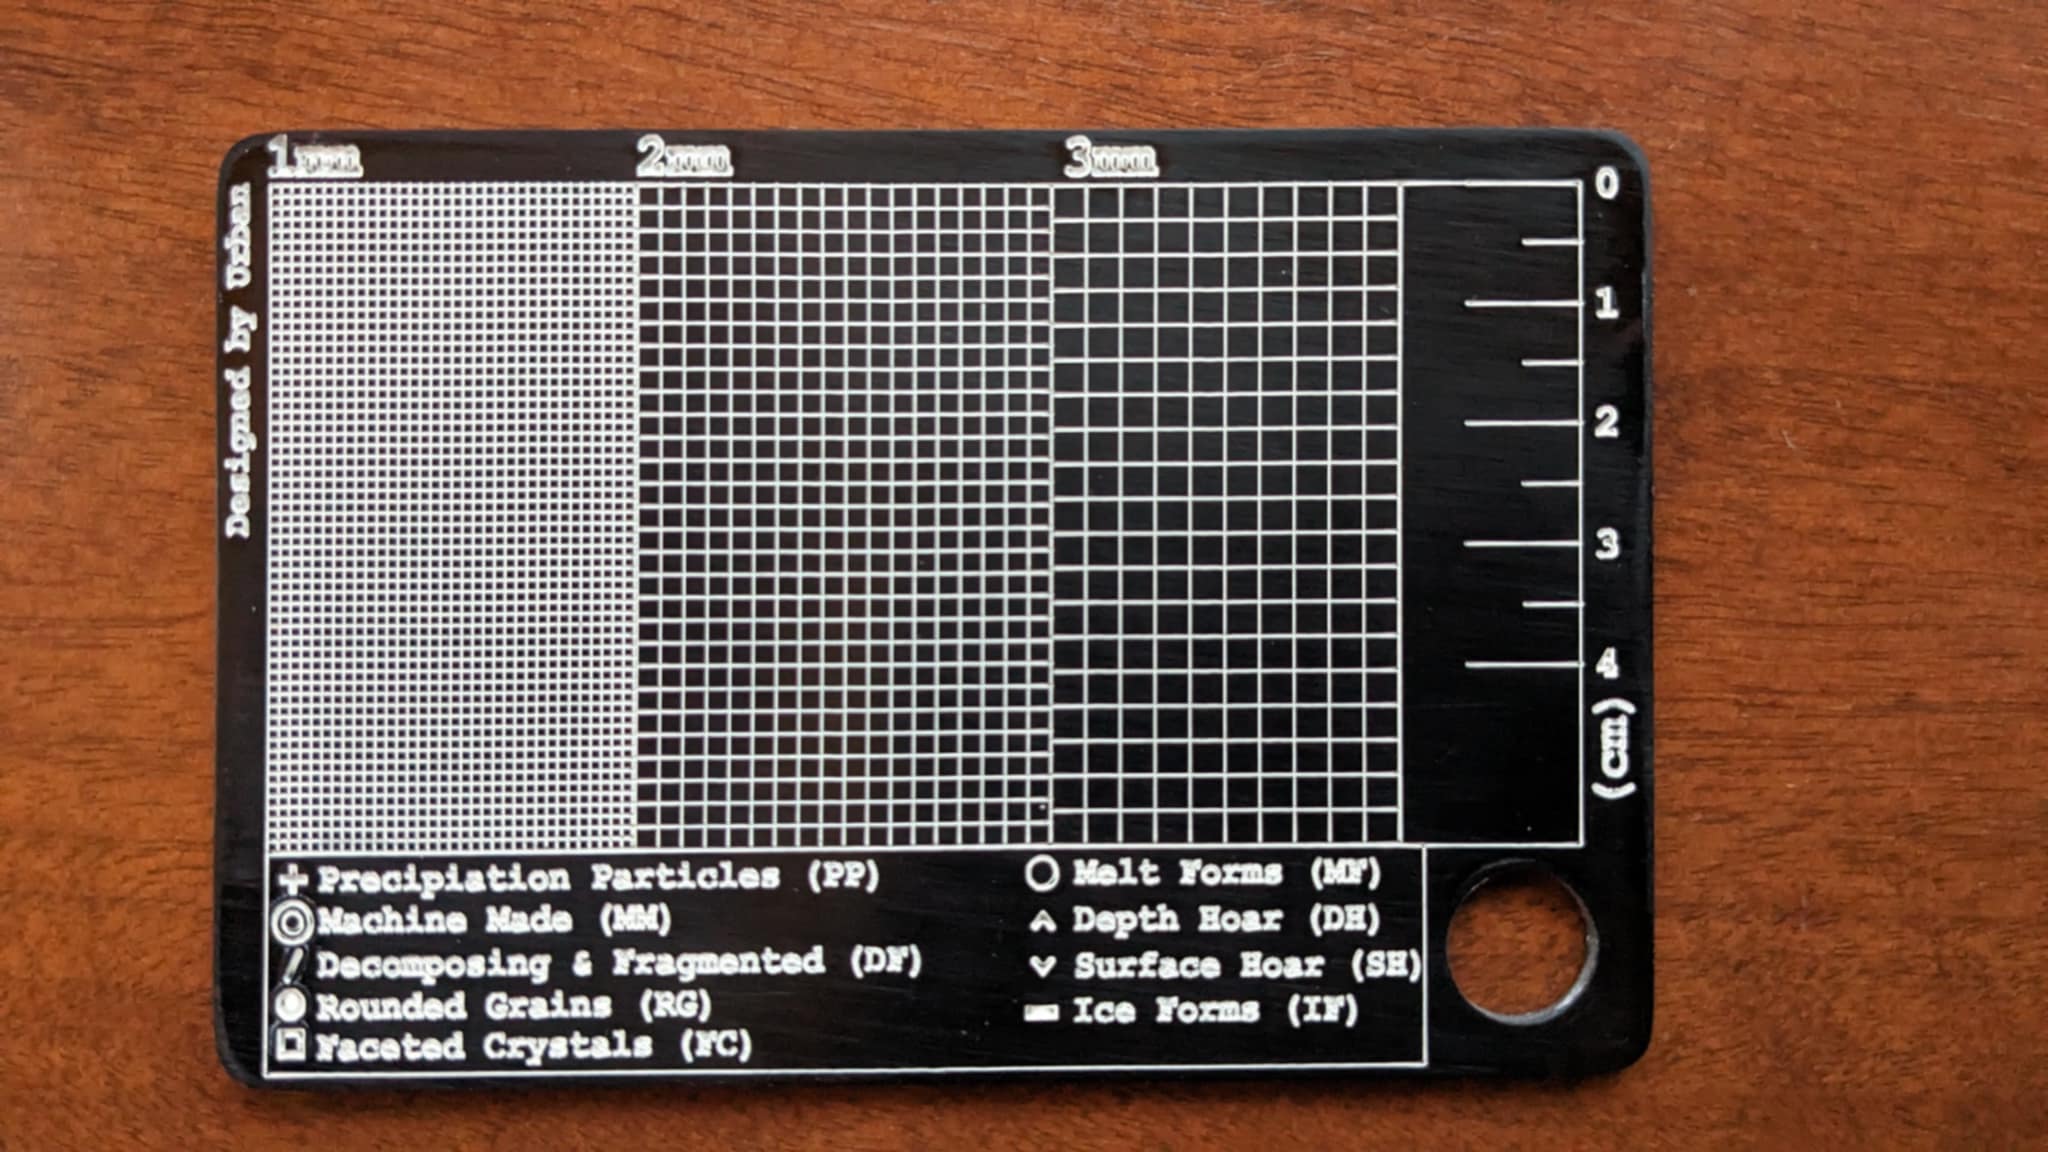 1mm
2mm
3mm
Designed by Urban
0
1
2
3
4
(cm)
Precipiation Particles (PP)
Machine Made (MM)
Decomposing & Fragmented (DF)
Rounded Grains (RG)
Faceted Crystals (FC)
Melt Forms (MF)
Depth Hoar (DH)
Surface Hoar (SH)
Ice Forms (IF)